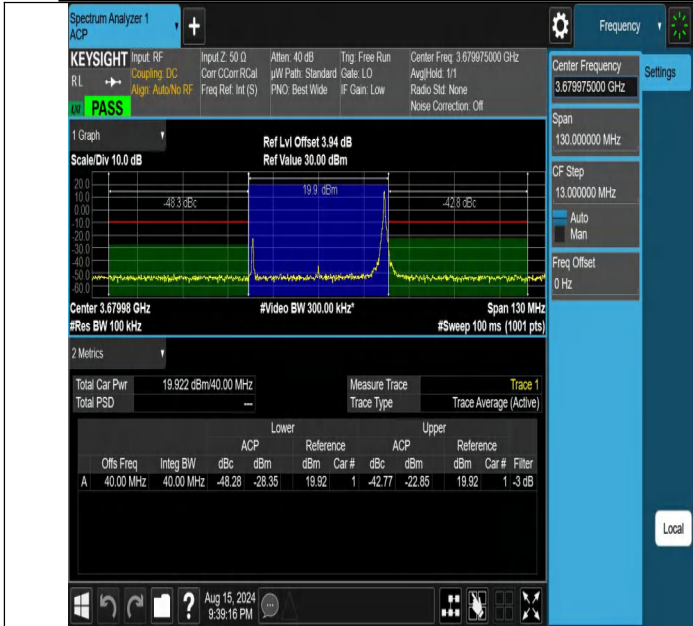 Spectrum Analyzer 1
ACP
Frequency
KEYSIGHT
RL
LXI
PASS
Input: RF
Coupling: DC
Align: Auto/No RF
Input Z: 50 Ω
Corr CCorr RCal
Freq Ref: Int (S)
Atten: 40 dB
µW Path: Standard
PNO: Best Wide
Trig: Free Run
Gate: LO
IF Gain: Low
Center Freq: 3.679975000 GHz
Avg|Hold: 1/1
Radio Std: None
Noise Correction: Off
Center Frequency
3.679975000 GHz
Settings
Span
130.000000 MHz
CF Step
13.000000 MHz
Auto
Man
Freq Offset
0 Hz
1 Graph
Scale/Div 10.0 dB
Ref Lvl Offset 3.94 dB
Ref Value 30.00 dBm
20.0
10.0
0.00
-10.0
-20.0
-30.0
-40.0
-50.0
-60.0
-48.3 dBc
19.9 dBm
-42.8 dBc
Center 3.67998 GHz
#Video BW 300.00 kHz*
Span 130 MHz
#Res BW 100 kHz
#Sweep 100 ms (1001 pts)
2 Metrics
Total Car Pwr 19.922 dBm/40.00 MHz
Total PSD ---
Measure Trace Trace 1
Trace Type Trace Average (Active)
Lower Upper
ACP Reference ACP Reference
Offs Freq Integ BW dBc dBm dBm Car # dBc dBm dBm Car # Filter
A 40.00 MHz 40.00 MHz -48.28 -28.35 19.92 1 -42.77 -22.85 19.92 1 -3 dB
Local
?
Aug 15, 2024
9:39:16 PM